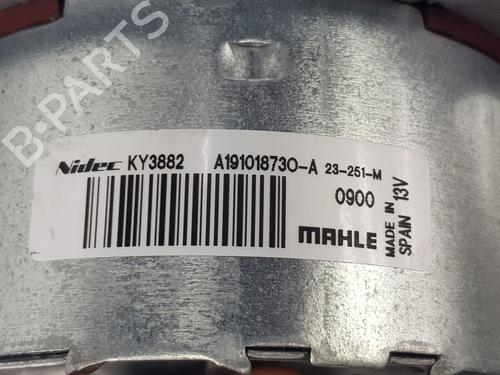 B-PARTS
Nidec KY3882 A191018730-A 23-251-M
0900
MAHLE
MADE IN
SPAIN 13V